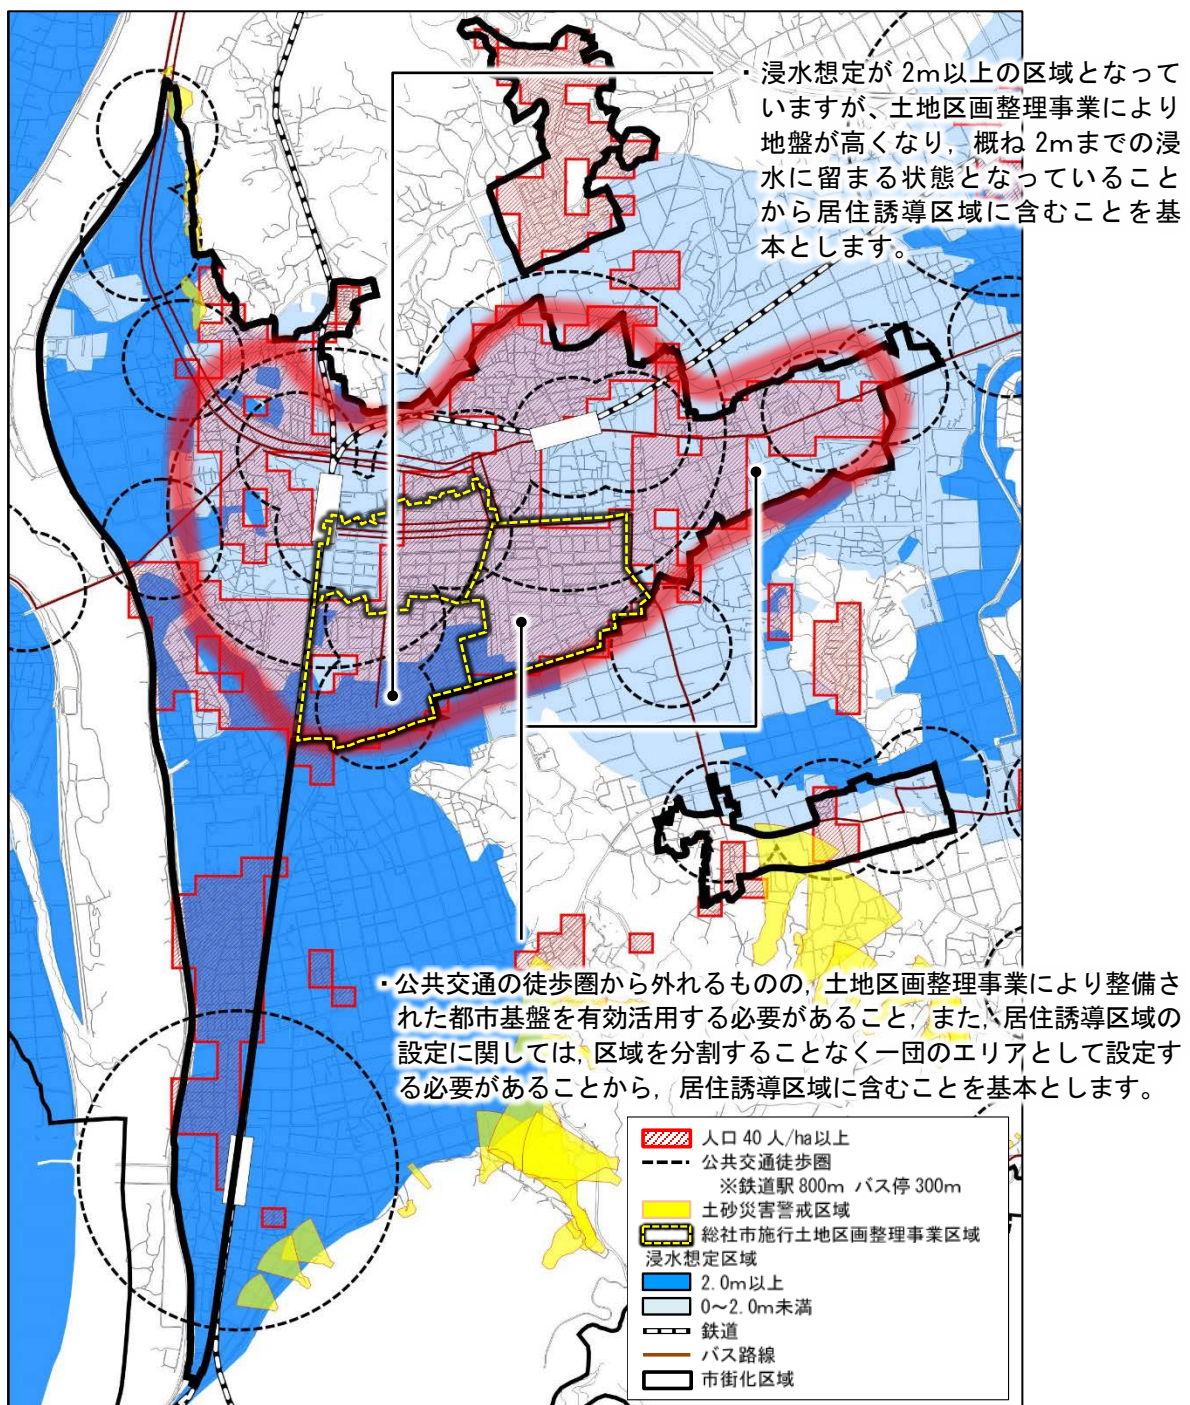 ・浸水想定が 2m以上の区域となって
いますが、土地区画整理事業により
地盤が高くなり，概ね 2mまでの浸
水に留まる状態となっていること
から居住誘導区域に含むことを基
本とします。
・公共交通の徒歩圏から外れるものの，土地区画整理事業により整備さ
れた都市基盤を有効活用する必要があること，また，居住誘導区域の
設定に関しては，区域を分割することなく一団のエリアとして設定す
る必要があることから，居住誘導区域に含むことを基本とします。
人口 40 人/ha以上
公共交通徒歩圏
※鉄道駅 800m バス停 300m
土砂災害警戒区域
総社市施行土地区画整理事業区域
浸水想定区域
2.0m以上
0～2.0m未満
鉄道
バス路線
市街化区域